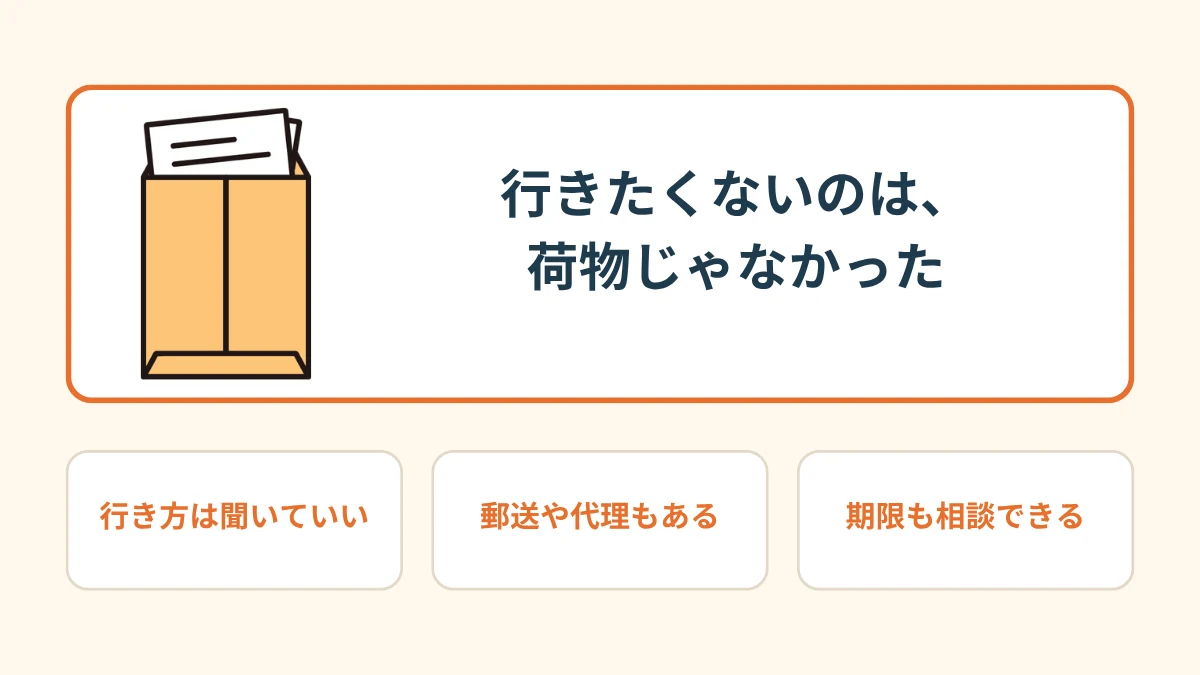 行きたくないのは、
荷物じゃなかった
行き方は聞いていい
郵送や代理もある
期限も相談できる